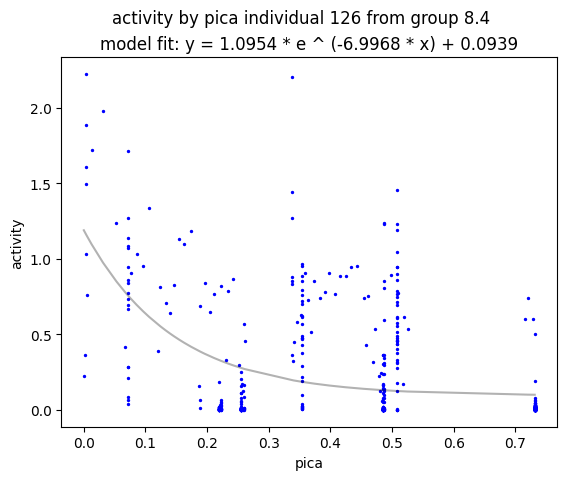 activity by pica individual 126 from group 8.4
model fit: y = 1.0954 * e ^ (-6.9968 * x) + 0.0939
2.0
1.5
1.0
0.5
0.0
activity
0.0 0.1 0.2 0.3 0.4 0.5 0.6 0.7
pica